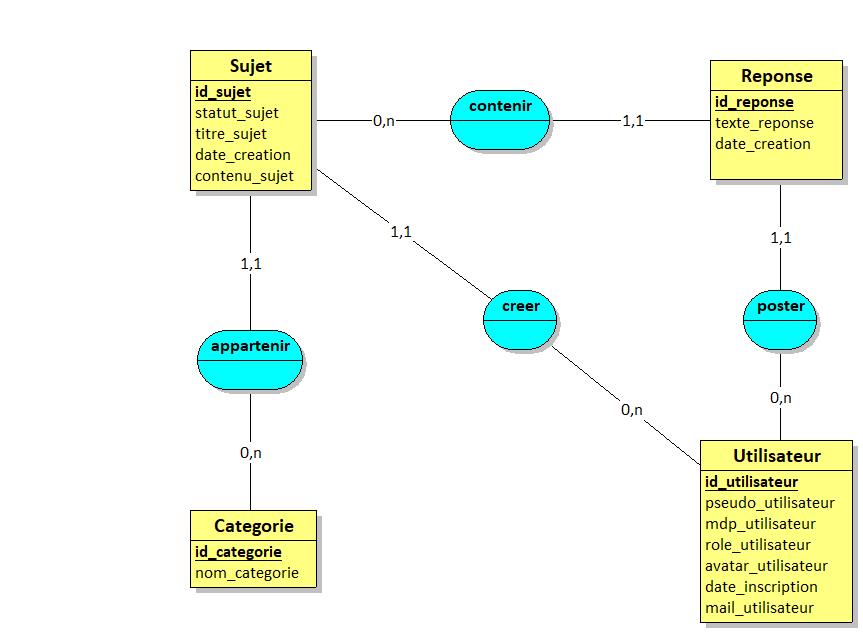 Sujet
id_sujet
statut_sujet
titre_sujet
date_creation
contenu_sujet
0,n
contenir
1,1
Reponse
id_reponse
texte_reponse
date_creation
1,1
creer
0,n
1,1
poster
0,n
1,1
appartenir
0,n
Categorie
id_categorie
nom_categorie
Utilisateur
id_utilisateur
pseudo_utilisateur
mdp_utilisateur
role_utilisateur
avatar_utilisateur
date_inscription
mail_utilisateur